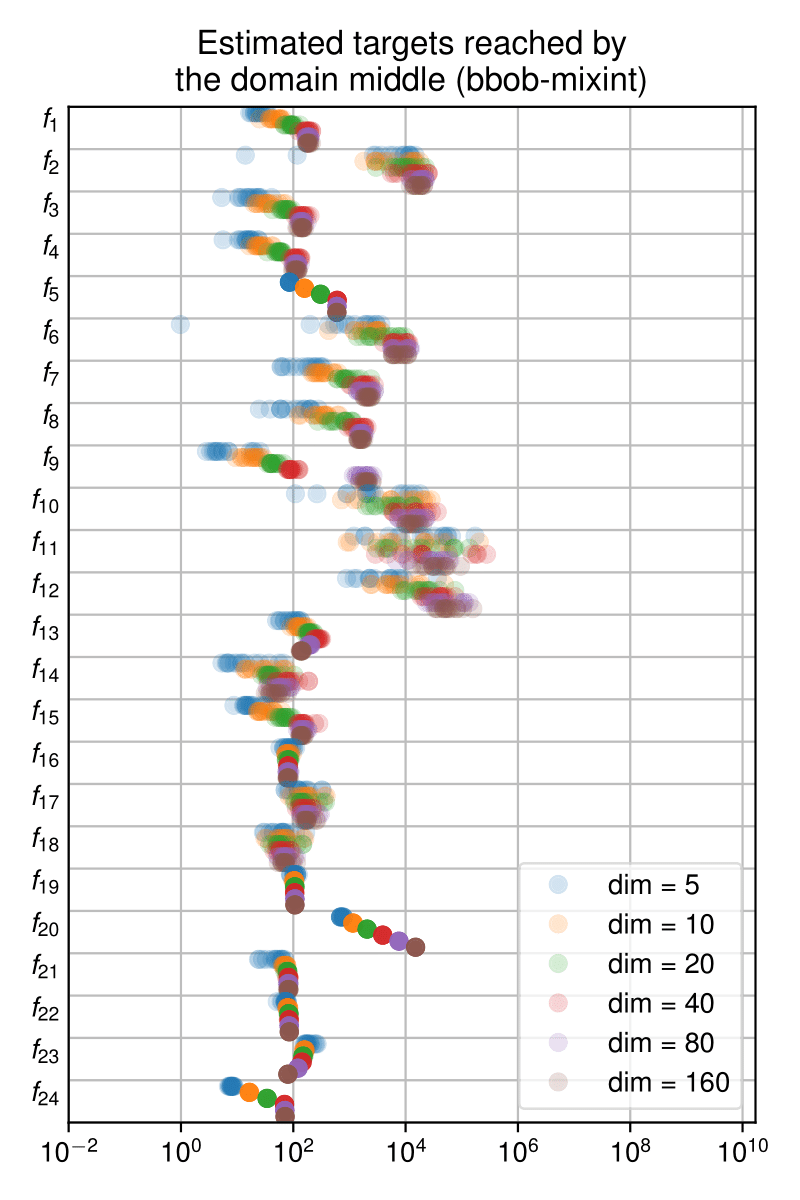 Estimated targets reached by
the domain middle (bbob-mixint)
f₁
f₂
f₃
f₄
f₅
f₆
f₇
f₈
f₉
f₁₀
f₁₁
f₁₂
f₁₃
f₁₄
f₁₅
f₁₆
f₁₇
f₁₈
f₁₉
f₂₀
f₂₁
f₂₂
f₂₃
f₂₄
dim = 5
dim = 10
dim = 20
dim = 40
dim = 80
dim = 160
10⁻² 10⁰ 10² 10⁴ 10⁶ 10⁸ 10¹⁰